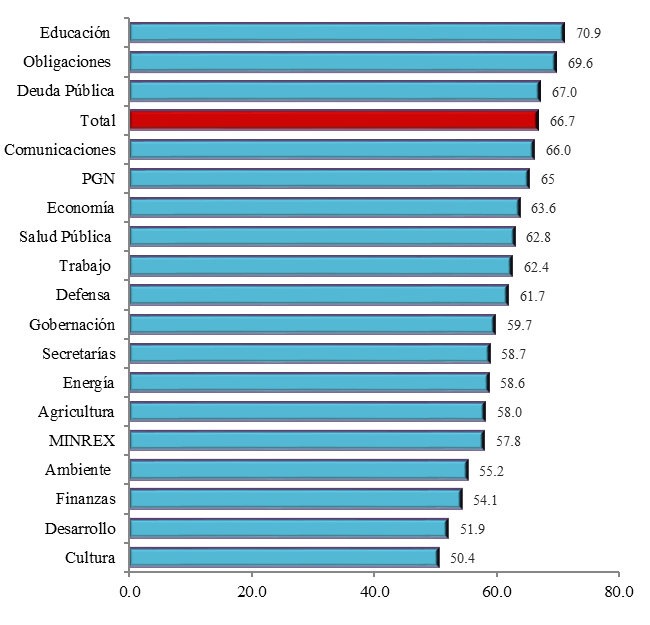 Educación 70.9
Obligaciones 69.6
Deuda Pública 67.0
Total 66.7
Comunicaciones 66.0
PGN 65
Economía 63.6
Salud Pública 62.8
Trabajo 62.4
Defensa 61.7
Gobernación 59.7
Secretarías 58.7
Energía 58.6
Agricultura 58.0
MINREX 57.8
Ambiente 55.2
Finanzas 54.1
Desarrollo 51.9
Cultura 50.4
0.0 20.0 40.0 60.0 80.0